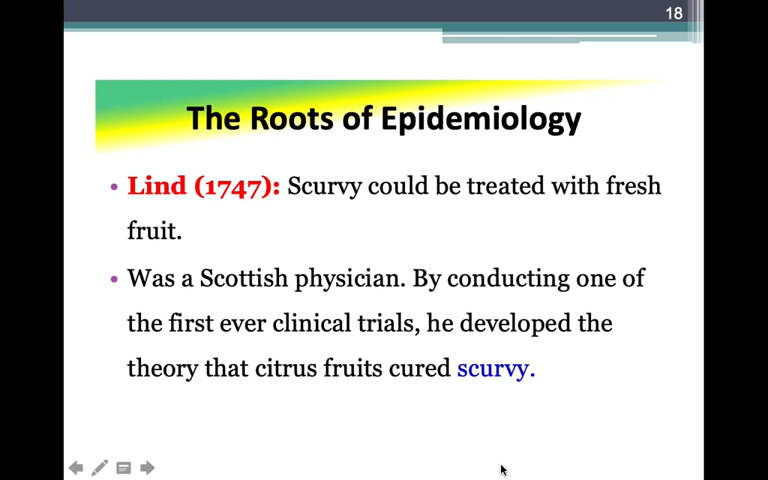 18
The Roots of Epidemiology
• Lind (1747): Scurvy could be treated with fresh
fruit.
• Was a Scottish physician. By conducting one of
the first ever clinical trials, he developed the
theory that citrus fruits cured scurvy.